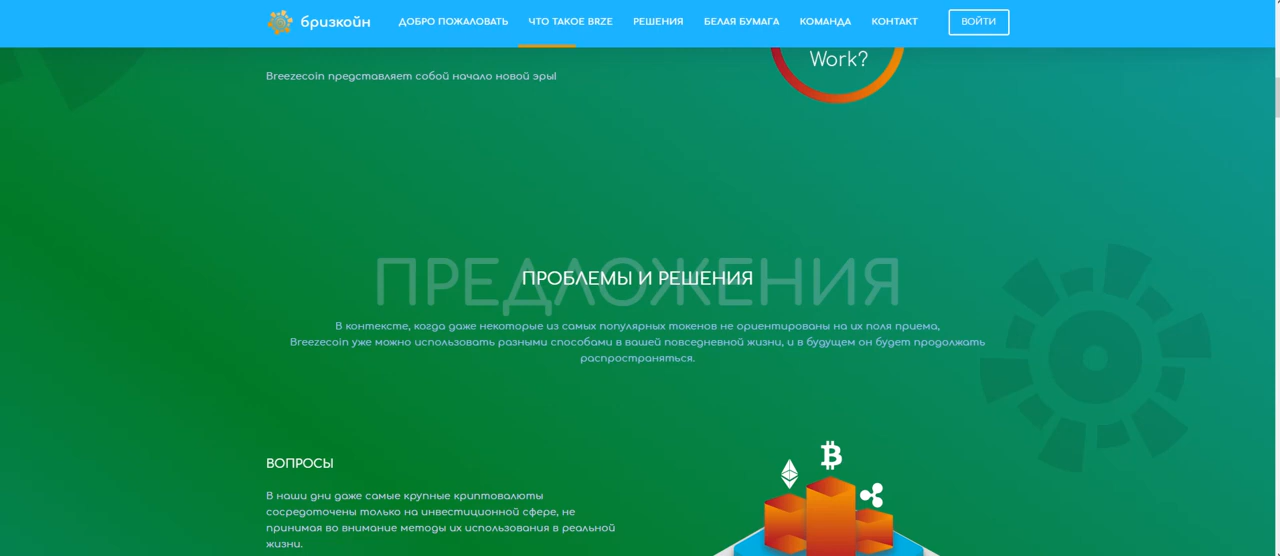 бризкойн ДОБРО ПОЖАЛОВАТЬ ЧТО ТАКОЕ BRZE РЕШЕНИЯ БЕЛАЯ БУМАГА КОМАНДА КОНТАКТ ВОЙТИ
Work?
Breezecoin представляет собой начало новой эры!
ПРЕДЛОЖЕНИЯ
ПРОБЛЕМЫ И РЕШЕНИЯ
В контексте, когда даже некоторые из самых популярных токенов не ориентированы на их поля приема,
Breezecoin уже можно использовать разными способами в вашей повседневной жизни, и в будущем он будет продолжать
распространяться.
ВОПРОСЫ
В наши дни даже самые крупные криптовалюты
сосредоточены только на инвестиционной сфере, не
принимая во внимание методы их использования в реальной
жизни.